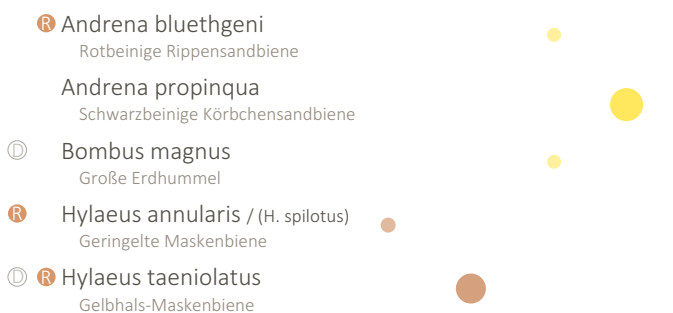 R Andrena bluethgeni
Rotbeinige Rippensandbiene
Andrena propinqua
Schwarzbeinige Körbchensandbiene
D Bombus magnus
Große Erdhummel
R Hylaeus annularis / (H. spilotus)
Geringelte Maskenbiene
D R Hylaeus taeniolatus
Gelbhals-Maskenbiene